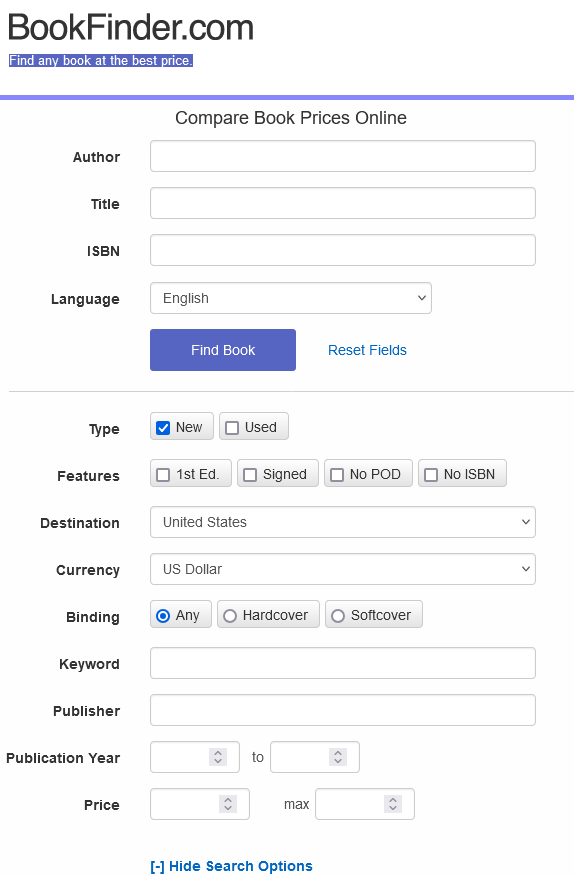 BookFinder.com
Find any book at the best price.
Compare Book Prices Online
Author
Title
ISBN
Language English
Find Book Reset Fields
Type New Used
Features 1st Ed. Signed No POD No ISBN
Destination United States
Currency US Dollar
Binding Any Hardcover Softcover
Keyword
Publisher
Publication Year to
Price max
[-] Hide Search Options